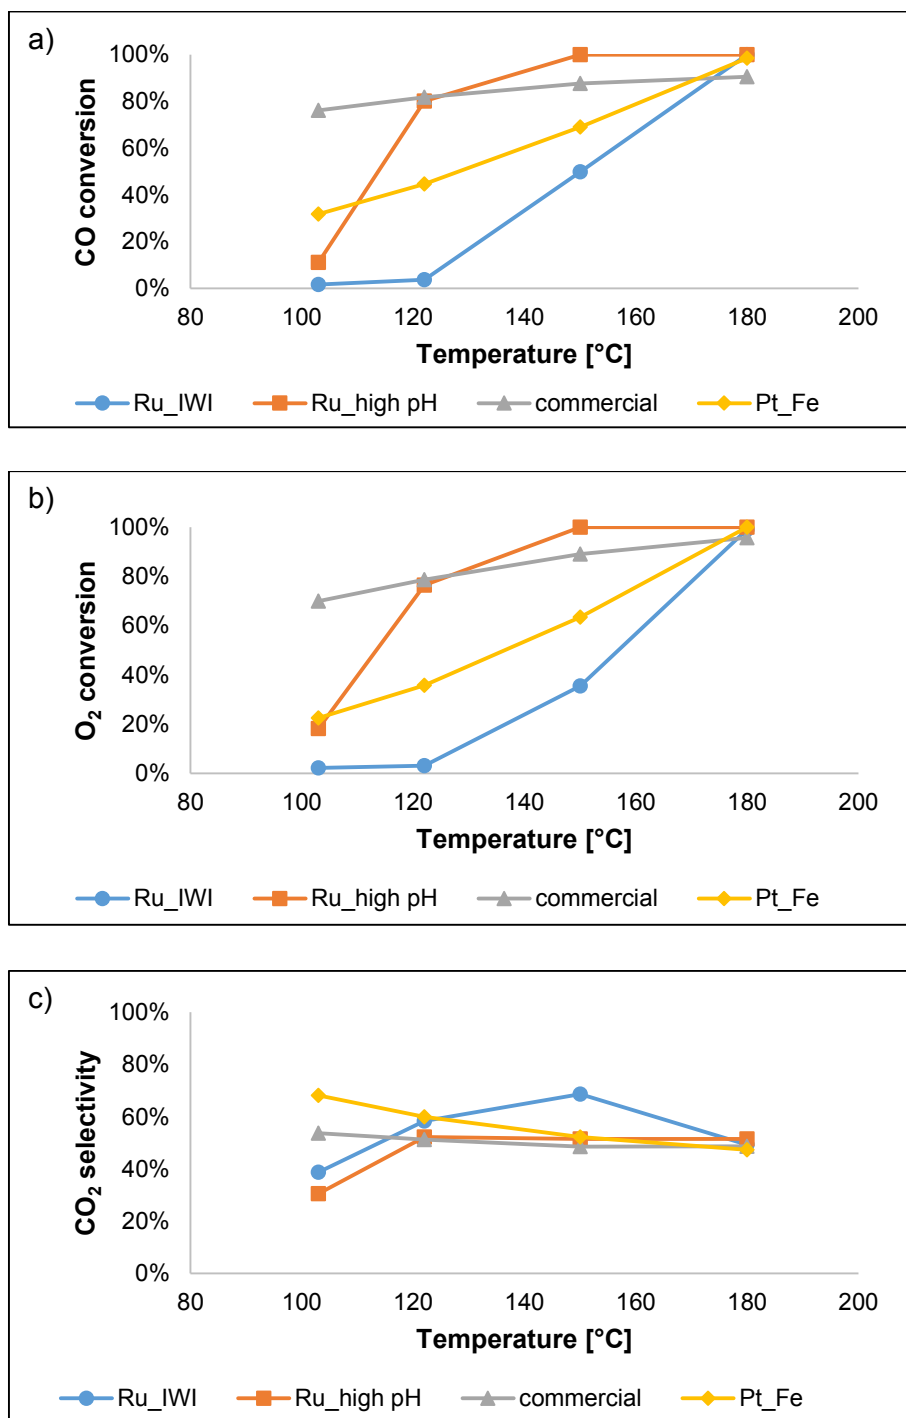 a)
CO conversion
100%
80%
60%
40%
20%
0%
80 100 120 140 160 180 200
Temperature [°C]
Ru_IWI Ru_high pH commercial Pt_Fe
b)
O₂ conversion
100%
80%
60%
40%
20%
0%
80 100 120 140 160 180 200
Temperature [°C]
Ru_IWI Ru_high pH commercial Pt_Fe
c)
CO₂ selectivity
100%
80%
60%
40%
20%
0%
80 100 120 140 160 180 200
Temperature [°C]
Ru_IWI Ru_high pH commercial Pt_Fe